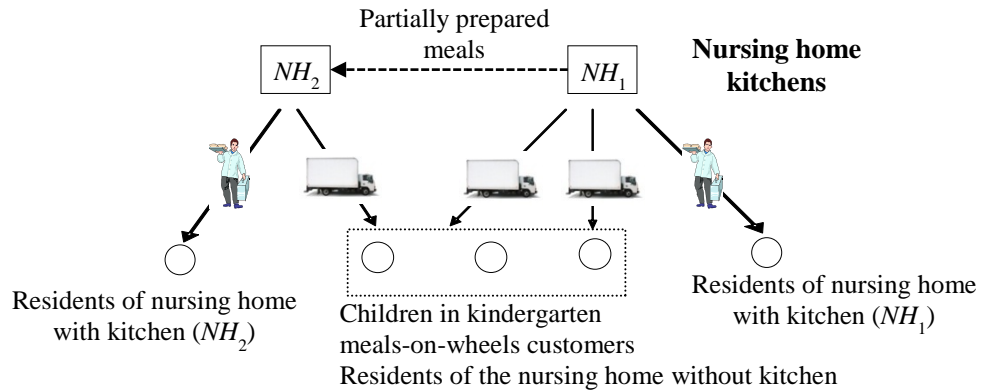 Partially prepared
meals
NH₂
NH₁
Nursing home
kitchens
Residents of nursing home
with kitchen (NH₂)
Children in kindergarten
meals-on-wheels customers
Residents of the nursing home without kitchen
Residents of nursing home
with kitchen (NH₁)